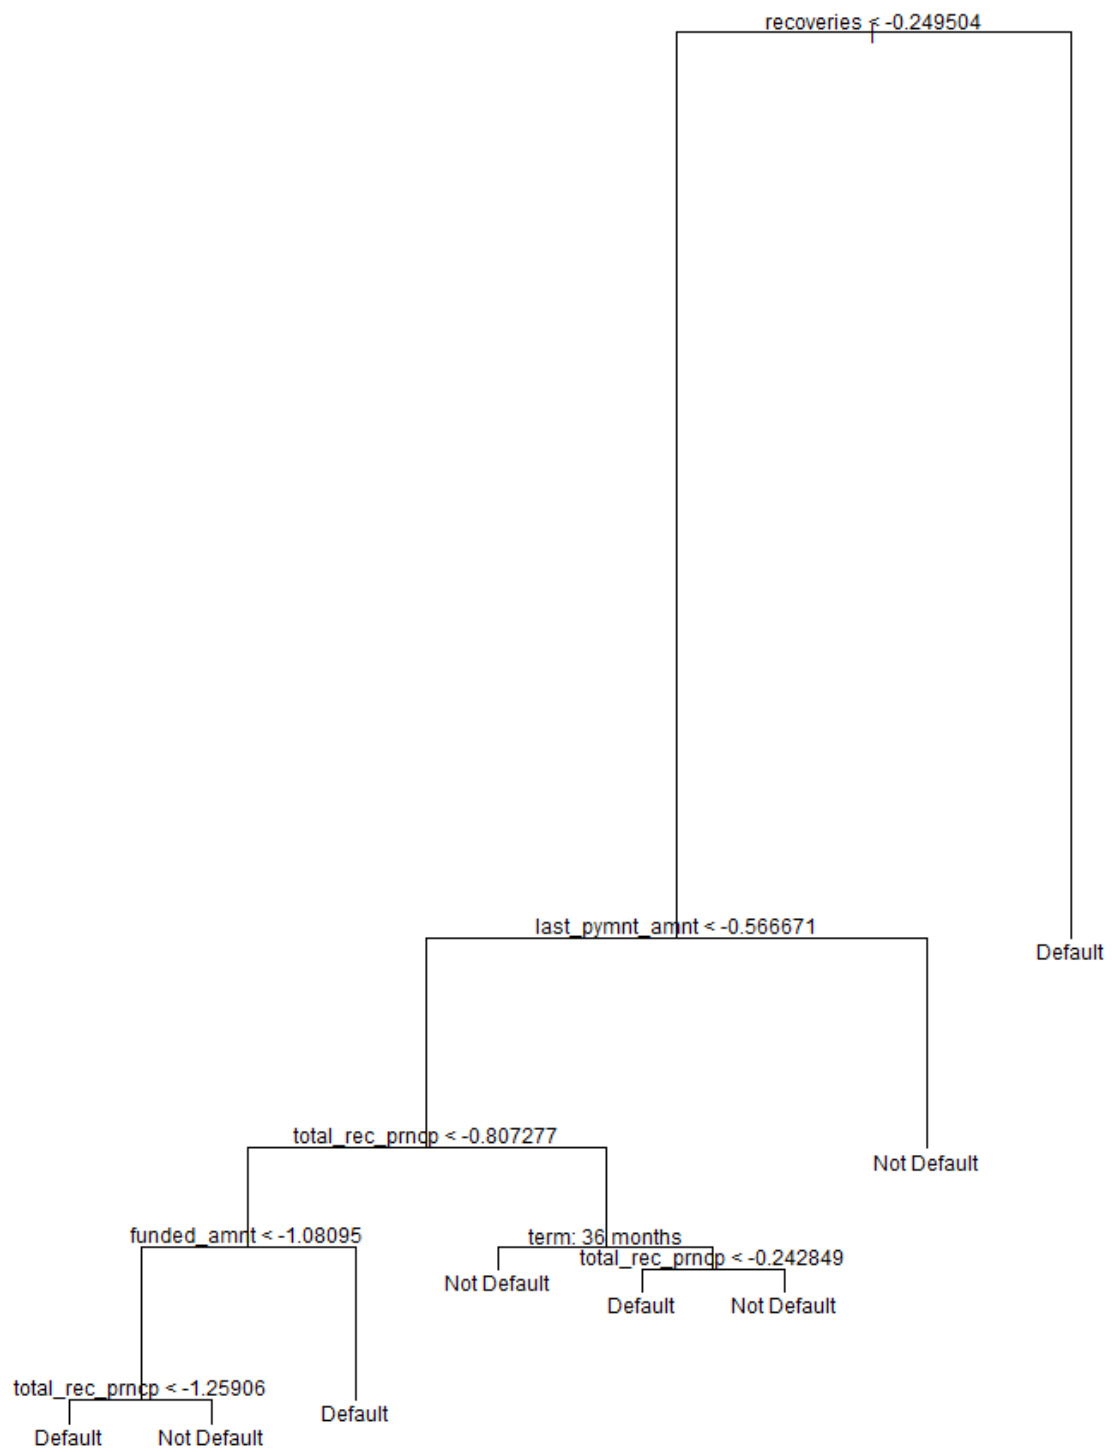 recoveries < -0.249504
last_pymnt_amnt < -0.566671
Default
total_rec_prncp < -0.807277
Not Default
funded_amnt < -1.08095
term: 36 months
total_rec_prncp < -0.242849
Not Default
Default
Not Default
total_rec_prncp < -1.25906
Default
Default
Not Default